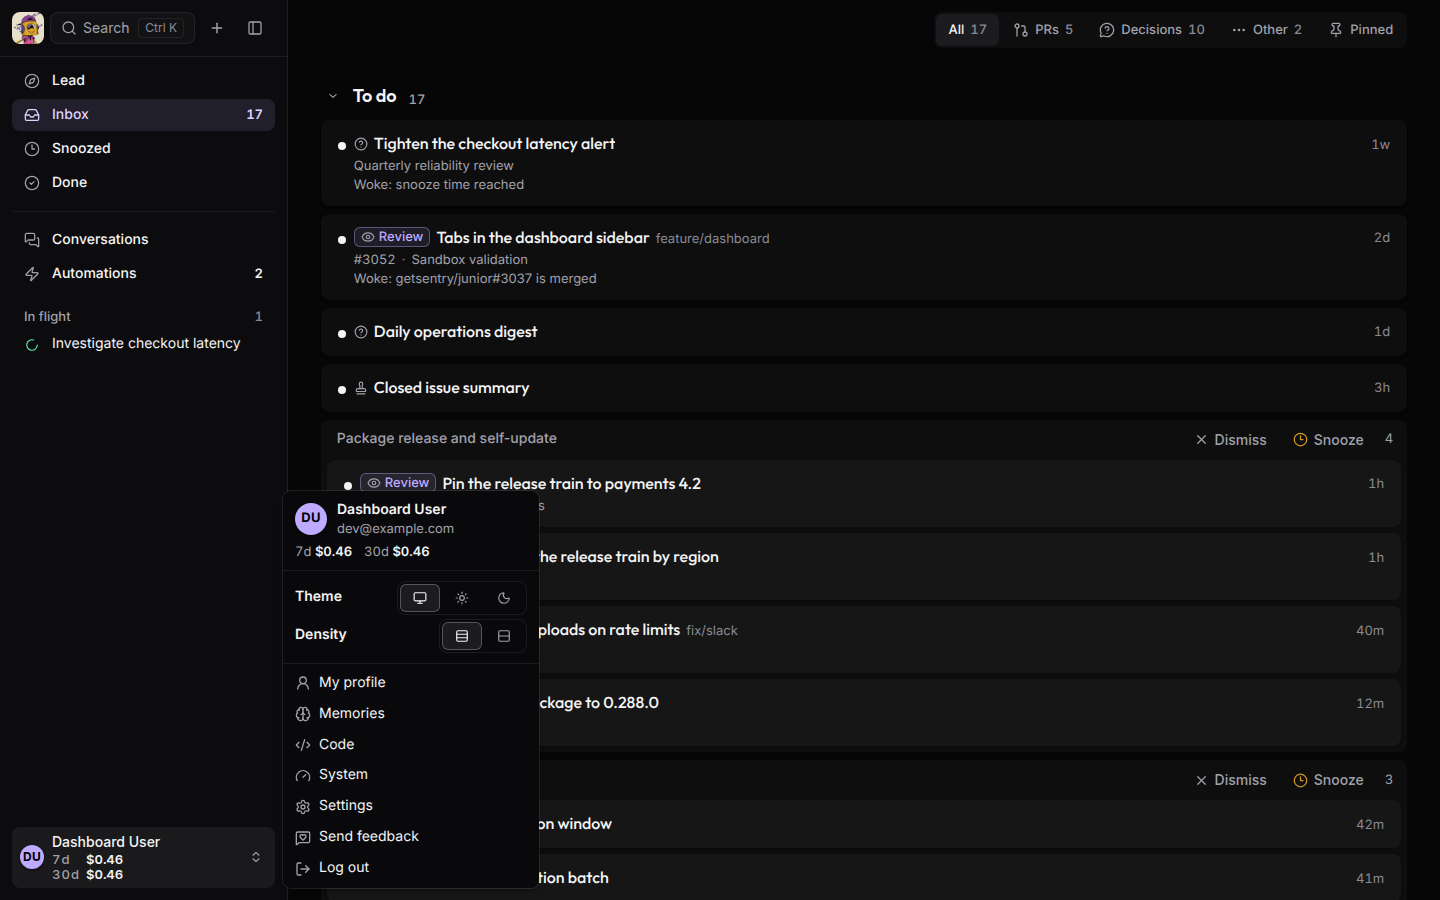 Search Ctrl K
Lead
Inbox 17
Snoozed
Done
Conversations
Automations 2
In flight 1
Investigate checkout latency
DU
Dashboard User
7d $0.46
30d $0.46
All 17
PRs 5
Decisions 10
Other 2
Pinned
To do 17
Tighten the checkout latency alert 1w
Quarterly reliability review
Woke: snooze time reached
Review Tabs in the dashboard sidebar feature/dashboard 2d
#3052 · Sandbox validation
Woke: getsentry/junior#3037 is merged
Daily operations digest 1d
Closed issue summary 3h
Package release and self-update Dismiss Snooze 4
Review Pin the release train to payments 4.2 1h
s
the release train by region 1h
ploads on rate limits fix/slack 40m
ckage to 0.288.0 12m
Dismiss Snooze 3
on window 42m
tion batch 41m
DU
Dashboard User
dev@example.com
7d $0.46 30d $0.46
Theme
Density
My profile
Memories
Code
System
Settings
Send feedback
Log out